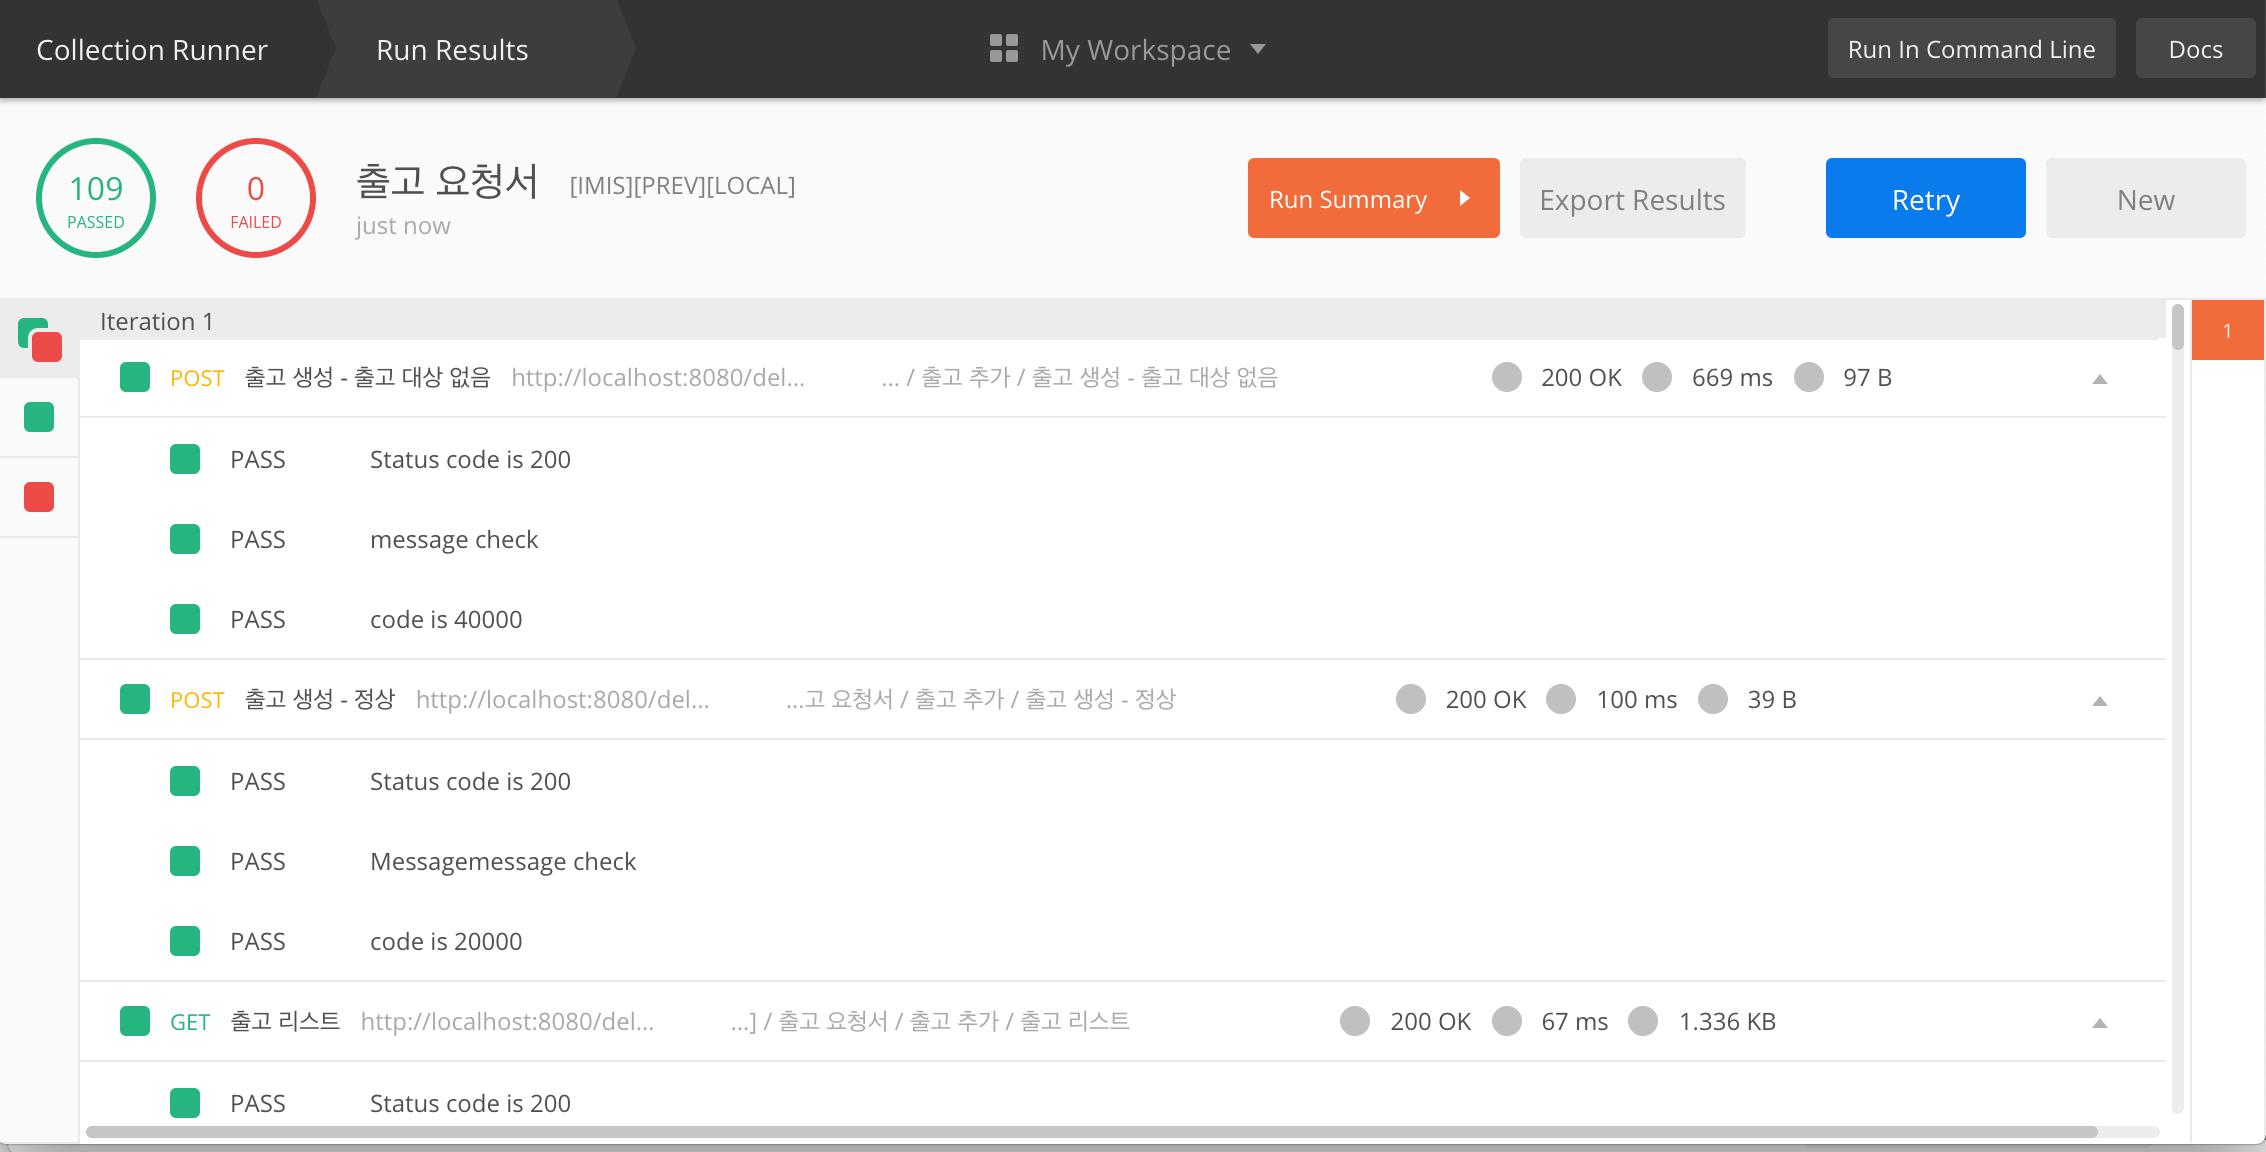 Collection Runner
Run Results
My Workspace
Run In Command Line
Docs
109
PASSED
0
FAILED
출고 요청서 [IMIS][PREV][LOCAL]
just now
Run Summary
Export Results
Retry
New
Iteration 1
1
POST 출고 생성 - 출고 대상 없음 http://localhost:8080/del... ... / 출고 추가 / 출고 생성 - 출고 대상 없음 200 OK 669 ms 97 B
PASS Status code is 200
PASS message check
PASS code is 40000
POST 출고 생성 - 정상 http://localhost:8080/del... ...고 요청서 / 출고 추가 / 출고 생성 - 정상 200 OK 100 ms 39 B
PASS Status code is 200
PASS Messagemessage check
PASS code is 20000
GET 출고 리스트 http://localhost:8080/del... ...] / 출고 요청서 / 출고 추가 / 출고 리스트 200 OK 67 ms 1.336 KB
PASS Status code is 200